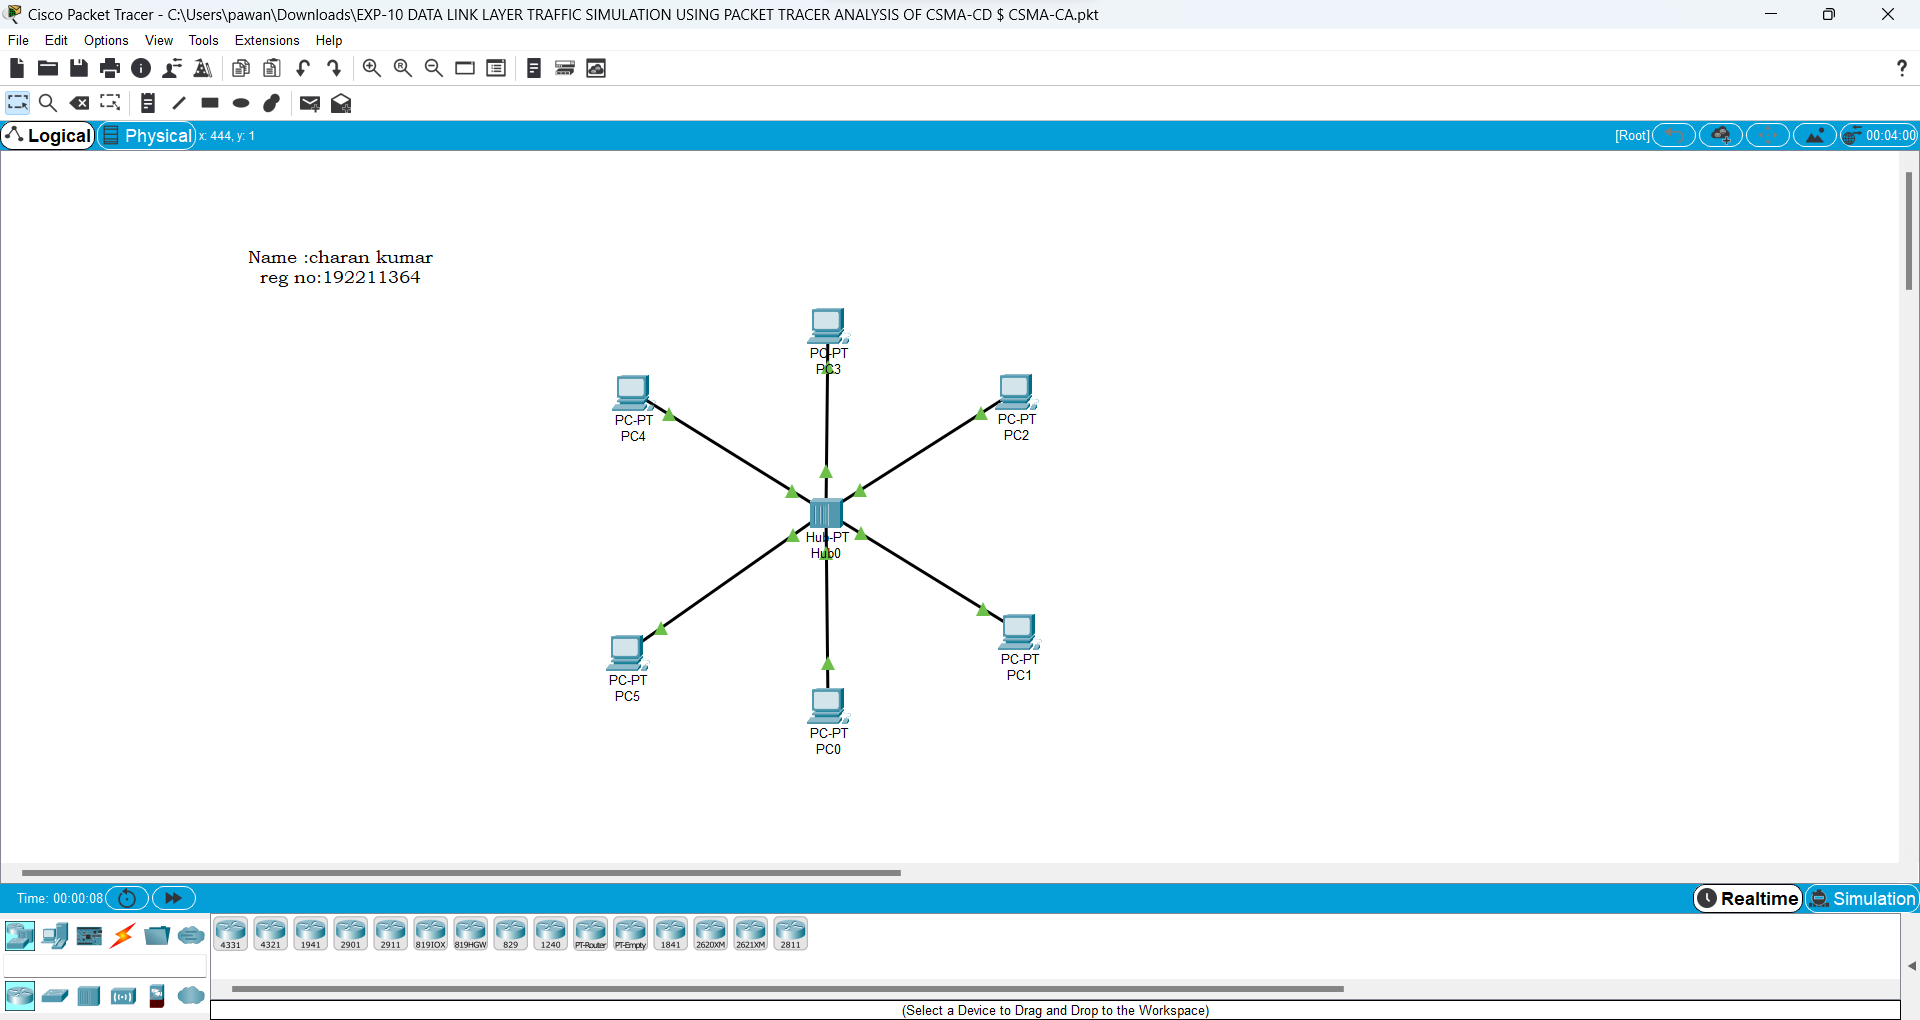 Cisco Packet Tracer - C:\Users\pawan\Downloads\EXP-10 DATA LINK LAYER TRAFFIC SIMULATION USING PACKET TRACER ANALYSIS OF CSMA-CD $ CSMA-CA.pkt
File Edit Options View Tools Extensions Help
?
Logical Physical x: 444, y: 1 [Root] 00:04:00
Name :charan kumar
reg no:192211364
PC-PT
PC3
PC-PT
PC4
PC-PT
PC2
Hub-PT
Hub0
PC-PT
PC1
PC-PT
PC5
PC-PT
PC0
Time: 00:00:08 Realtime Simulation
4331 4321 1941 2901 2911 819IOX 819HGW 829 1240 PT-Router PT-Empty 1841 2620XM 2621XM 2811
(Select a Device to Drag and Drop to the Workspace)